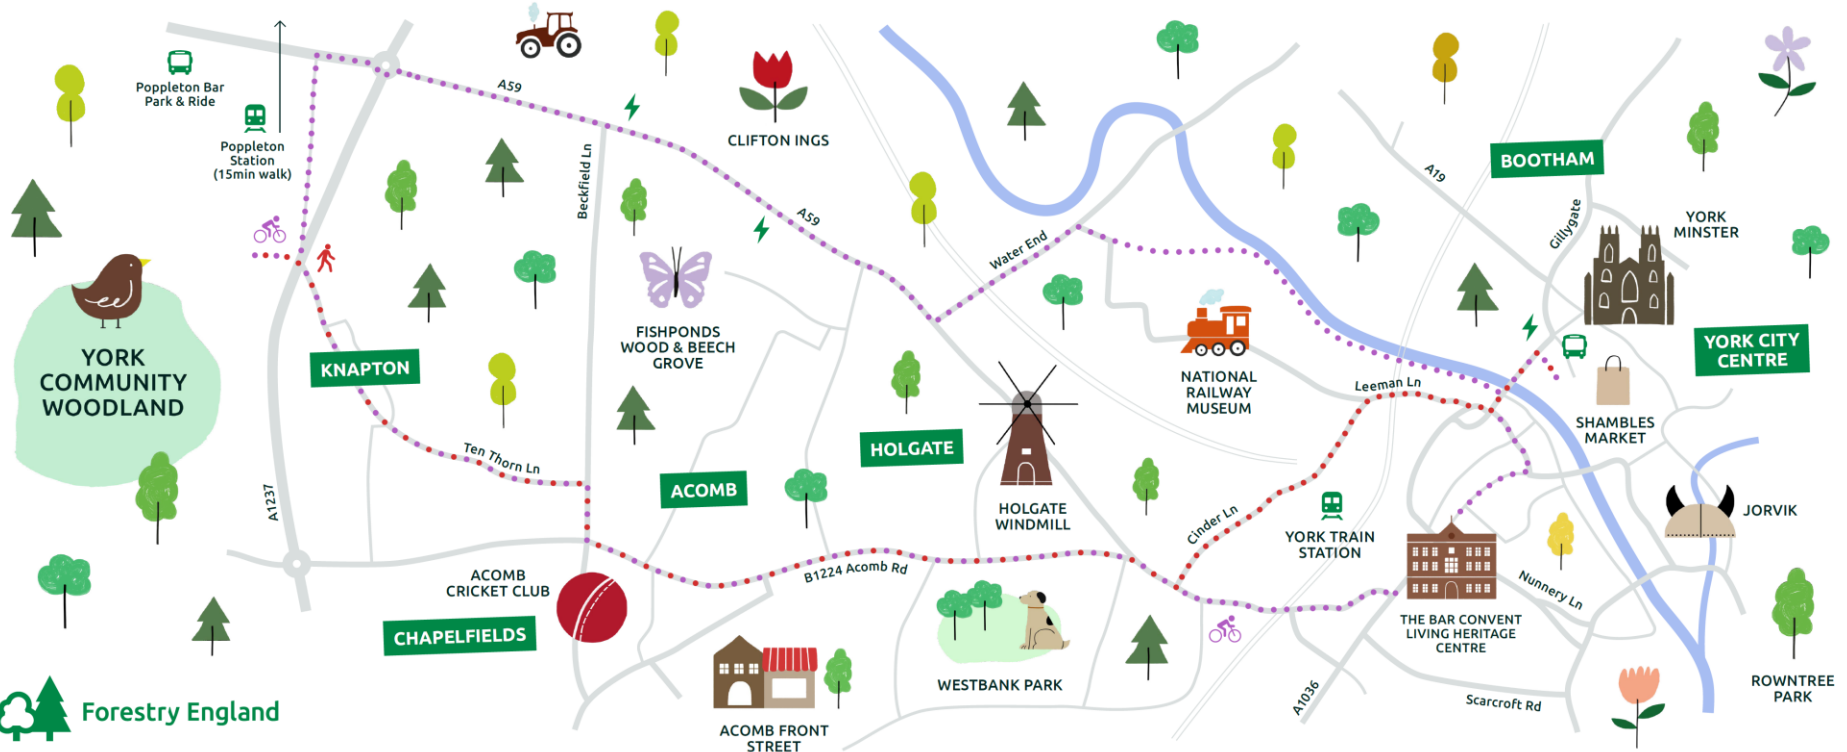 Poppleton Bar
Park & Ride
Poppleton
Station
(15min walk)
A59
Beckfield Ln
A59
CLIFTON INGS
Water End
A19
BOOTHAM
Gillygate
YORK
MINSTER
YORK
COMMUNITY
WOODLAND
KNAPTON
FISHPONDS
WOOD & BEECH
GROVE
NATIONAL
RAILWAY
MUSEUM
Leeman Ln
YORK CITY
CENTRE
SHAMBLES
MARKET
Ten Thorn Ln
A1237
ACOMB
HOLGATE
HOLGATE
WINDMILL
Cinder Ln
YORK TRAIN
STATION
JORVIK
ACOMB
CRICKET CLUB
CHAPELFIELDS
B1224 Acomb Rd
Nunnery Ln
THE BAR CONVENT
LIVING HERITAGE
CENTRE
WESTBANK PARK
A1036
Scarcroft Rd
ROWNTREE
PARK
ACOMB FRONT
STREET
Forestry England